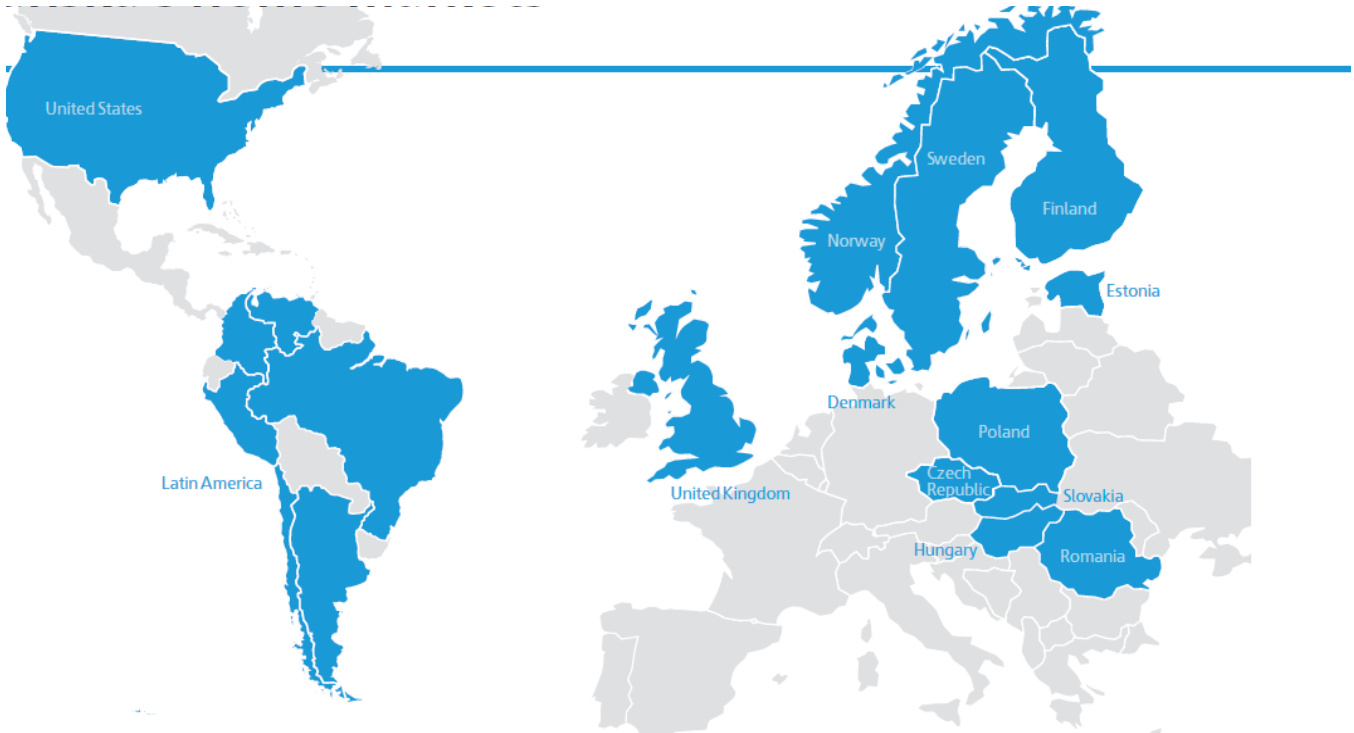 United States
Sweden
Finland
Norway
Estonia
Denmark
Poland
Czech
Republic
Latin America
United Kingdom
Slovakia
Hungary
Romania